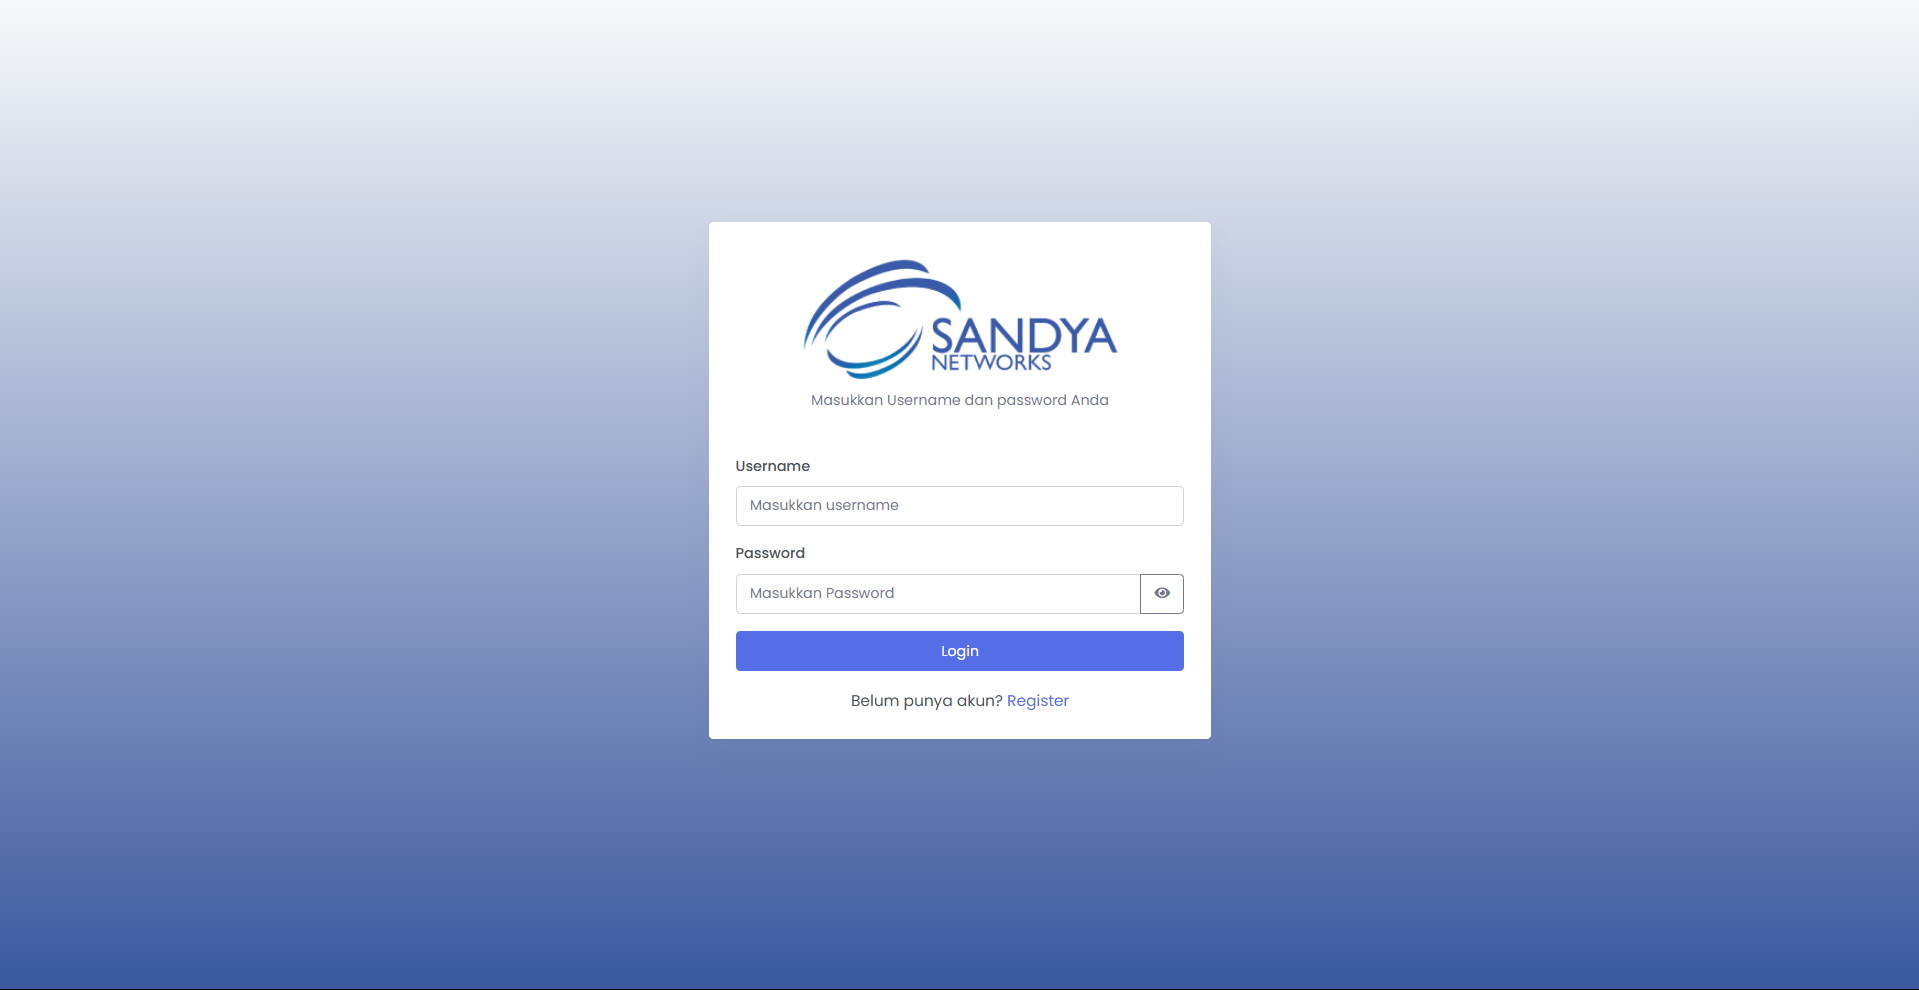 SANDYA
NETWORKS
Masukkan Username dan password Anda
Username
Masukkan username
Password
Masukkan Password
Login
Belum punya akun? Register